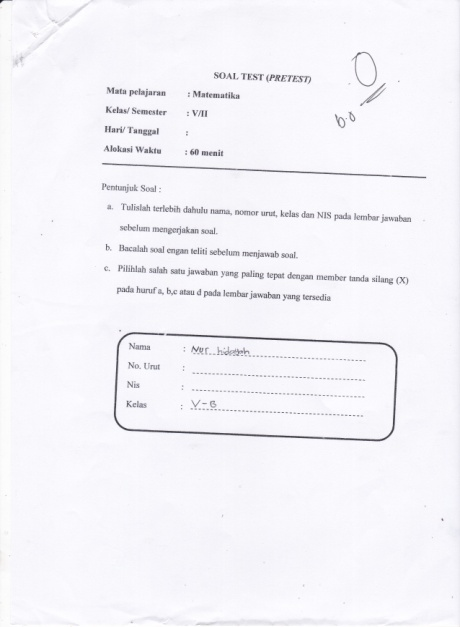 SOAL TEST (PRETEST)
Mata pelajaran : Matematika
Kelas/ Semester : V/II
Hari/ Tanggal :
Alokasi Waktu : 60 menit
Pentunjuk Soal :
a. Tulislah terlebih dahulu nama, nomor urut, kelas dan NIS pada lembar jawaban
sebelum mengerjakan soal.
b. Bacalah soal engan teliti sebelum menjawab soal.
c. Pilihlah salah satu jawaban yang paling tepat dengan member tanda silang (X)
pada huruf a, b,c atau d pada lembar jawaban yang tersedia
Nama : Nur hidayah
No. Urut :
Nis :
Kelas : V-B